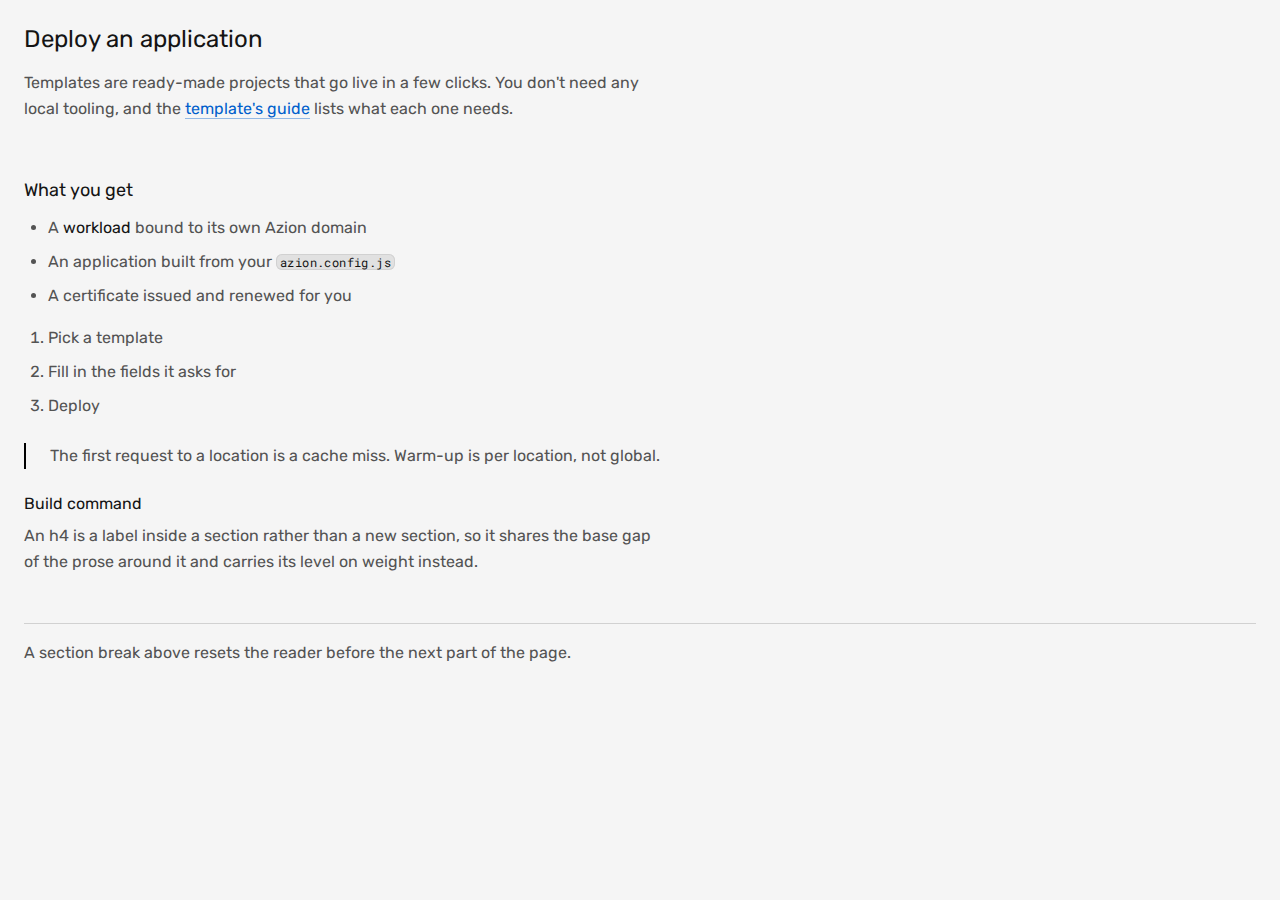 Deploy an application
Templates are ready-made projects that go live in a few clicks. You don't need any
local tooling, and the template's guide lists what each one needs.
What you get
• A workload bound to its own Azion domain
• An application built from your azion.config.js
• A certificate issued and renewed for you
1. Pick a template
2. Fill in the fields it asks for
3. Deploy
The first request to a location is a cache miss. Warm-up is per location, not global.
Build command
An h4 is a label inside a section rather than a new section, so it shares the base gap
of the prose around it and carries its level on weight instead.
A section break above resets the reader before the next part of the page.